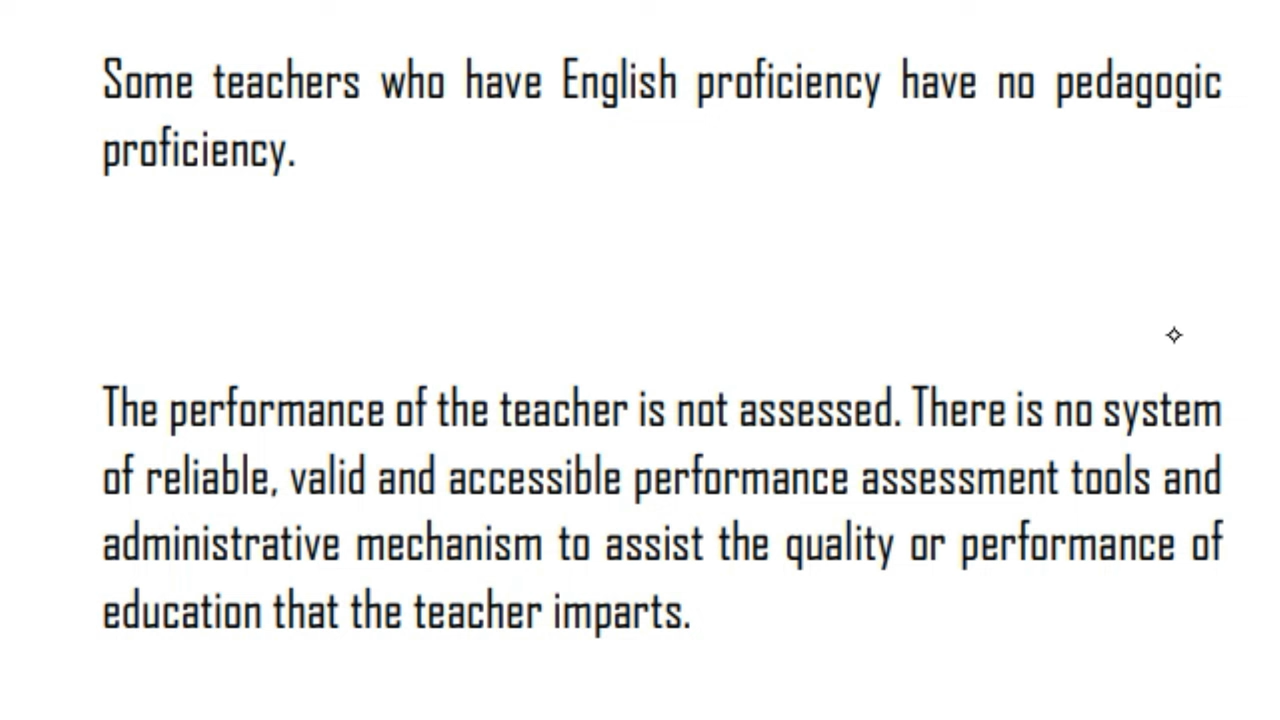 Some teachers who have English proficiency have no pedagogic
proficiency.
The performance of the teacher is not assessed. There is no system
of reliable, valid and accessible performance assessment tools and
administrative mechanism to assist the quality or performance of
education that the teacher imparts.